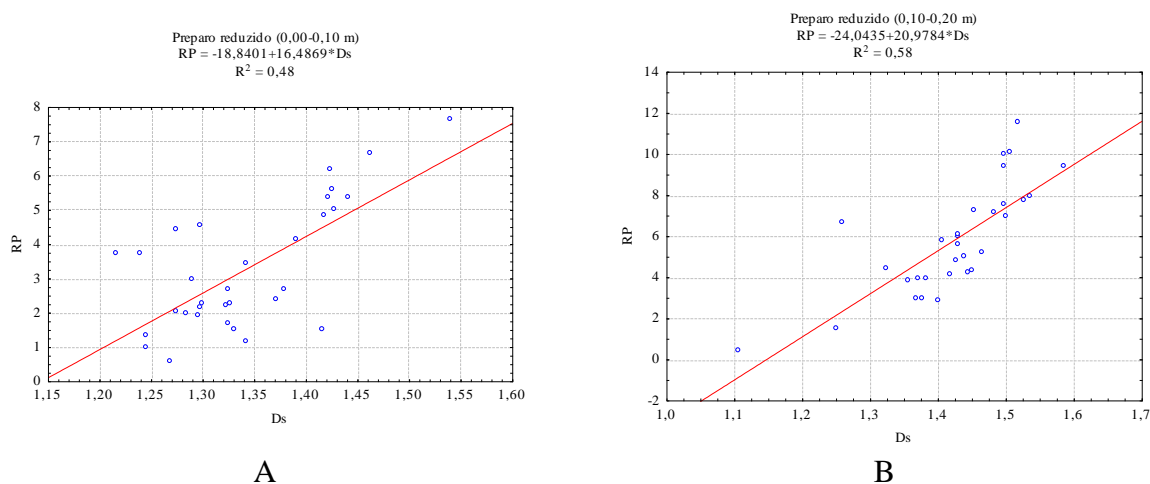 Preparo reduzido (0,00-0,10 m)
RP = -18,8401+16,4869*Ds
R² = 0,48
8
7
6
5
4
3
2
1
0
RP
1,15 1,20 1,25 1,30 1,35 1,40 1,45 1,50 1,55 1,60
Ds
A
Preparo reduzido (0,10-0,20 m)
RP = -24,0435+20,9784*Ds
R² = 0,58
14
12
10
8
6
4
2
0
-2
RP
1,0 1,1 1,2 1,3 1,4 1,5 1,6 1,7
Ds
B